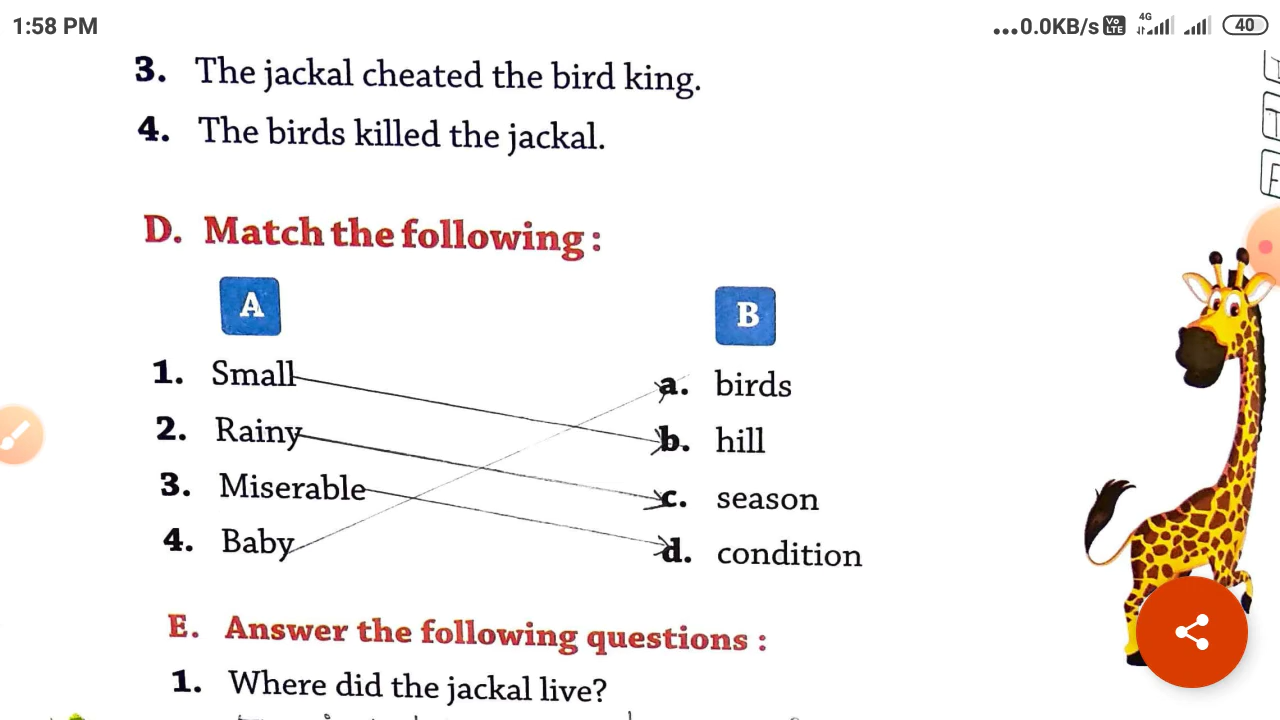 1:58 PM ...0.0KB/s Vo LTE 4G 40
3. The jackal cheated the bird king.
4. The birds killed the jackal.
D. Match the following :
A B
1. Small a. birds
2. Rainy b. hill
3. Miserable c. season
4. Baby d. condition
E. Answer the following questions :
1. Where did the jackal live?